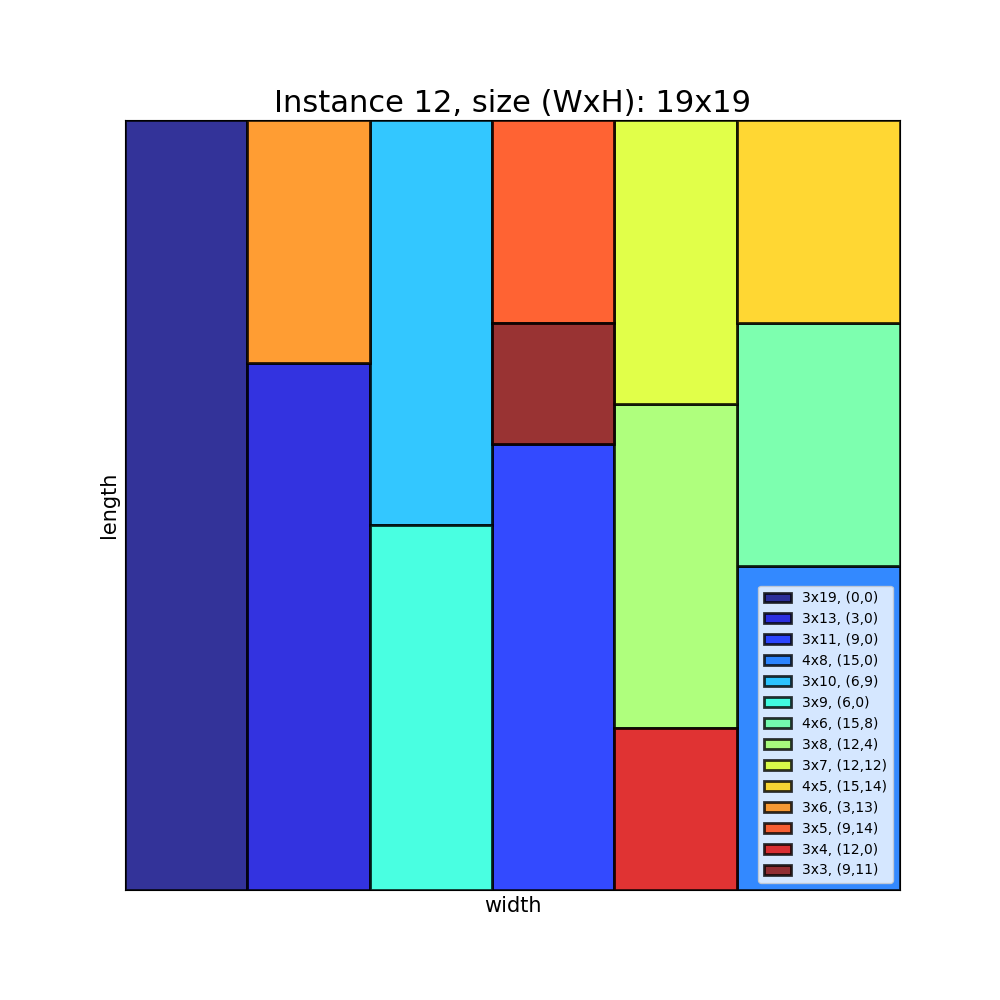 Instance 12, size (WxH): 19x19
length
3x19, (0,0)
3x13, (3,0)
3x11, (9,0)
4x8, (15,0)
3x10, (6,9)
3x9, (6,0)
4x6, (15,8)
3x8, (12,4)
3x7, (12,12)
4x5, (15,14)
3x6, (3,13)
3x5, (9,14)
3x4, (12,0)
3x3, (9,11)
width